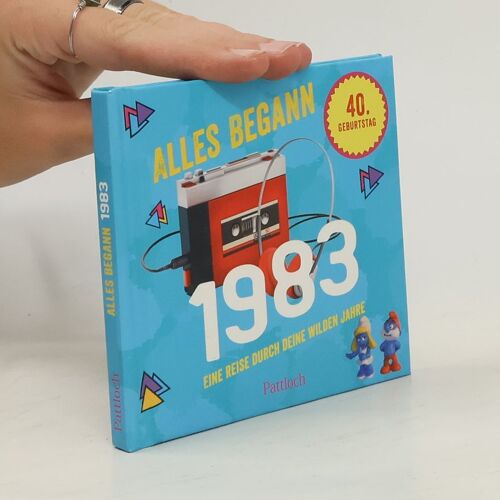 ALLES BEGANN
40.
GEBURTSTAG
1983
EINE REISE DURCH DEINE WILDEN JAHRE
Pattloch
ALLES BEGANN 1983
Pattloch